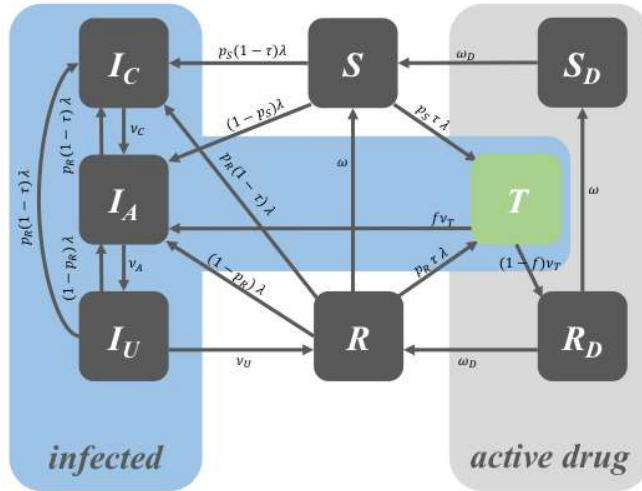 I_C
p_S(1 − τ)λ
S
ω_D
S_D
p_R(1 − τ) λ
p_R(1 − τ) λ
ν_C
(1 − p_S)λ
p_S τ λ
p_R(1 − τ) λ
ω
ω
I_A
fν_T
T
(1 − p_R) λ
ν_A
(1 − p_R) λ
p_R τ λ
(1 − f)ν_T
I_U
ν_U
R
ω_D
R_D
infected
active drug